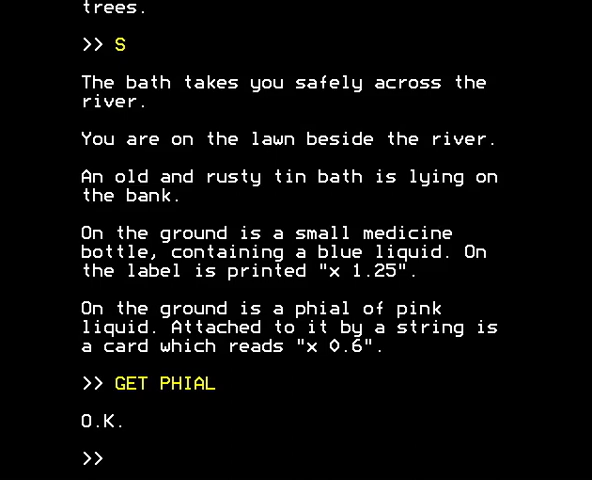 trees.
>> S
The bath takes you safely across the
river.
You are on the lawn beside the river.
An old and rusty tin bath is lying on
the bank.
On the ground is a small medicine
bottle, containing a blue liquid. On
the label is printed "x 1.25".
On the ground is a phial of pink
liquid. Attached to it by a string is
a card which reads "x 0.6".
>> GET PHIAL
O.K.
>>